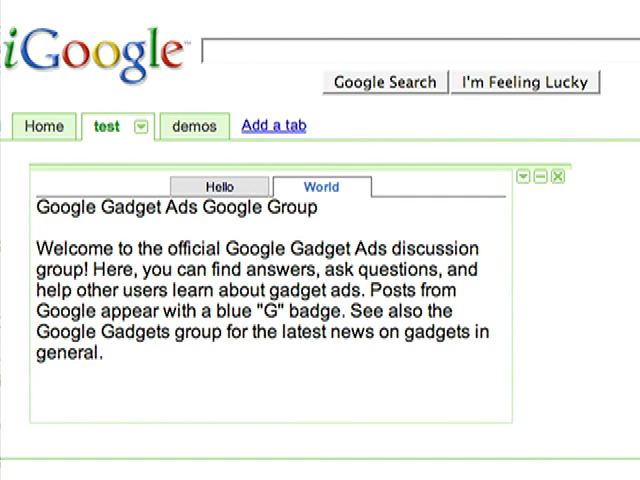 iGoogle™
Google Search I'm Feeling Lucky
Home test demos Add a tab
Hello World
Google Gadget Ads Google Group
Welcome to the official Google Gadget Ads discussion
group! Here, you can find answers, ask questions, and
help other users learn about gadget ads. Posts from
Google appear with a blue "G" badge. See also the
Google Gadgets group for the latest news on gadgets in
general.